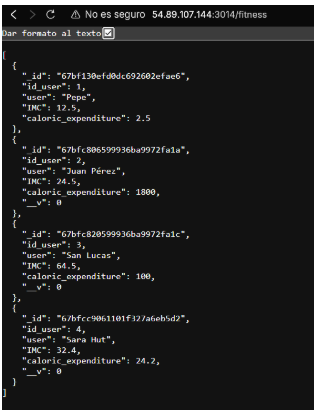 No es seguro 54.89.107.144:3014/fitness
Dar formato al texto
[
  {
    "_id": "67bf130efd0dc692602efae6",
    "id_user": 1,
    "user": "Pepe",
    "IMC": 12.5,
    "caloric_expenditure": 2.5
  },
  {
    "_id": "67bfc806599936ba9972fa1a",
    "id_user": 2,
    "user": "Juan Pérez",
    "IMC": 24.5,
    "caloric_expenditure": 1800,
    "__v": 0
  },
  {
    "_id": "67bfc820599936ba9972fa1c",
    "id_user": 3,
    "user": "San Lucas",
    "IMC": 64.5,
    "caloric_expenditure": 100,
    "__v": 0
  },
  {
    "_id": "67bfcc9061101f327a6eb5d2",
    "id_user": 4,
    "user": "Sara Hut",
    "IMC": 32.4,
    "caloric_expenditure": 24.2,
    "__v": 0
  }
]